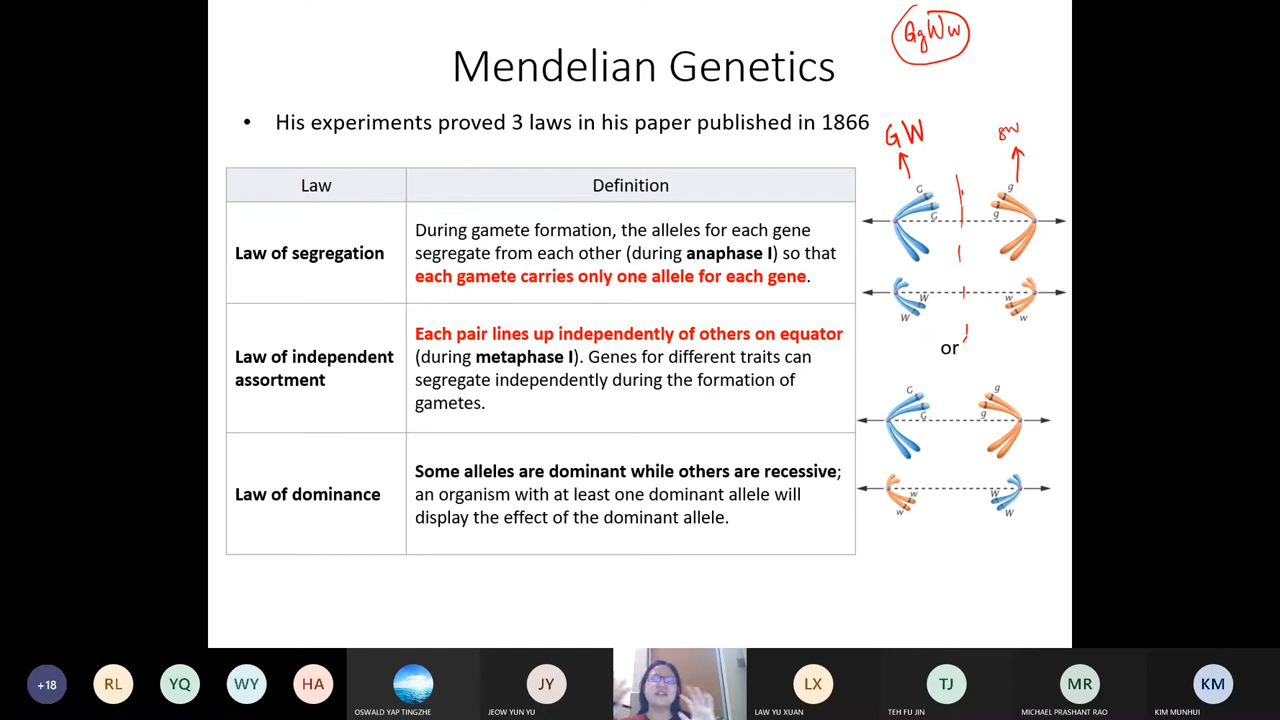 GgWw
Mendelian Genetics
• His experiments proved 3 laws in his paper published in 1866
GW
gw
Law
Definition
Law of segregation
During gamete formation, the alleles for each gene
segregate from each other (during anaphase I) so that
each gamete carries only one allele for each gene.
Law of independent
assortment
Each pair lines up independently of others on equator
(during metaphase I). Genes for different traits can
segregate independently during the formation of
gametes.
Law of dominance
Some alleles are dominant while others are recessive;
an organism with at least one dominant allele will
display the effect of the dominant allele.
G
G
g
g
W
W
w
w
or
G
G
g
g
w
w
W
W
+18
RL
YQ
WY
HA
OSWALD YAP TINGZHE
JY
JEOW YUN YU
LX
LAW YU XUAN
TJ
TEH FU JIN
MR
MICHAEL PRASHANT RAO
KM
KIM MUNHUI